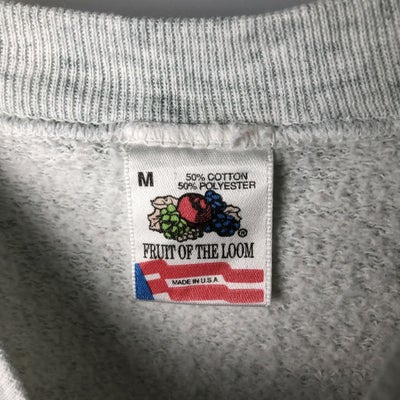 M
50% COTTON
50% POLYESTER
®
FRUIT OF THE LOOM
MADE IN U.S.A.